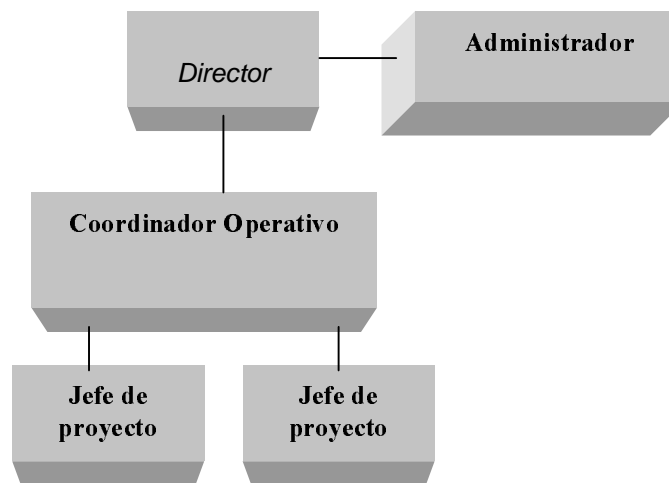 Director
Administrador
Coordinador Operativo
Jefe de
proyecto
Jefe de
proyecto